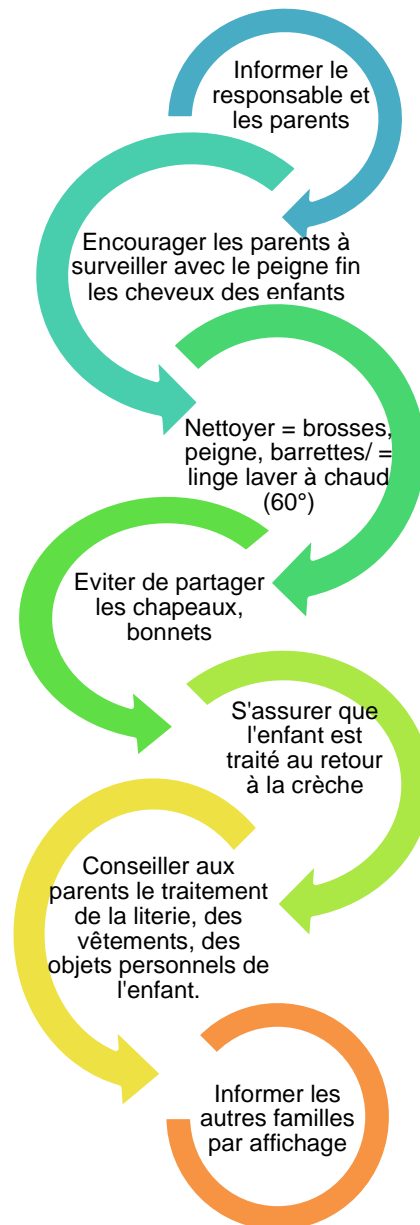 Informer le
responsable et
les parents
Encourager les parents à
surveiller avec le peigne fin
les cheveux des enfants
Nettoyer = brosses,
peigne, barrettes/ =
linge laver à chaud
(60°)
Eviter de partager
les chapeaux,
bonnets
S'assurer que
l'enfant est
traité au retour
à la crèche
Conseiller aux
parents le traitement
de la literie, des
vêtements, des
objets personnels de
l'enfant.
Informer les
autres familles
par affichage